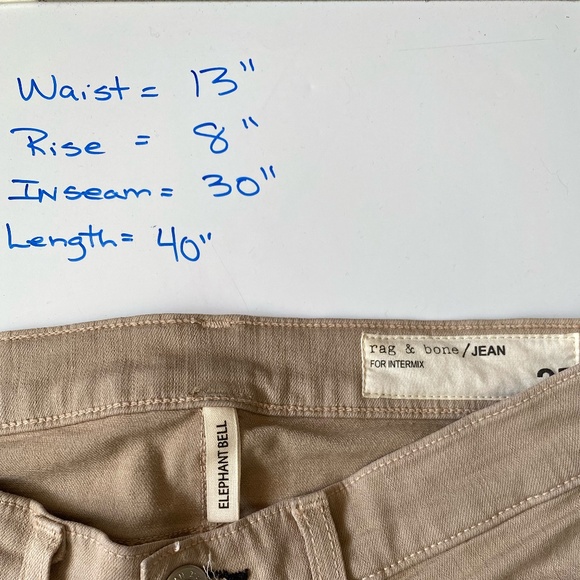 Waist = 13"
Rise = 8"
Inseam = 30"
Length = 40"
rag & bone/JEAN
FOR INTERMIX
ELEPHANT BELL